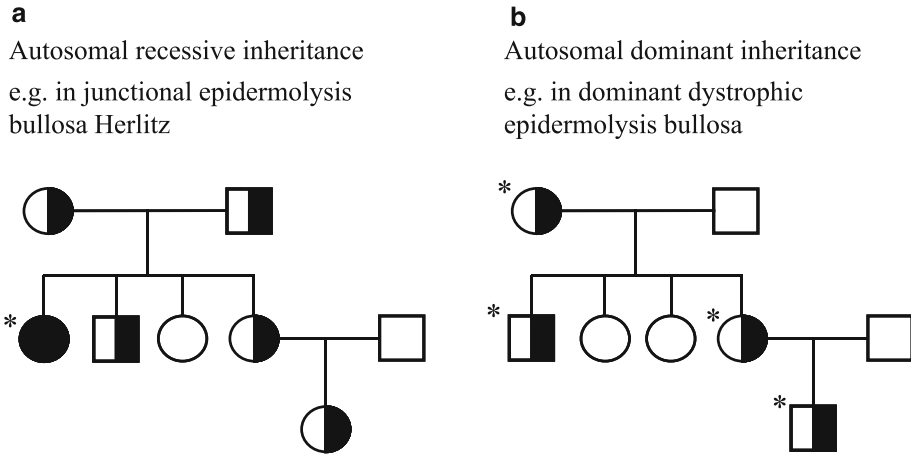 a
Autosomal recessive inheritance
e.g. in junctional epidermolysis
bullosa Herlitz
*
b
Autosomal dominant inheritance
e.g. in dominant dystrophic
epidermolysis bullosa
*
*
*
*